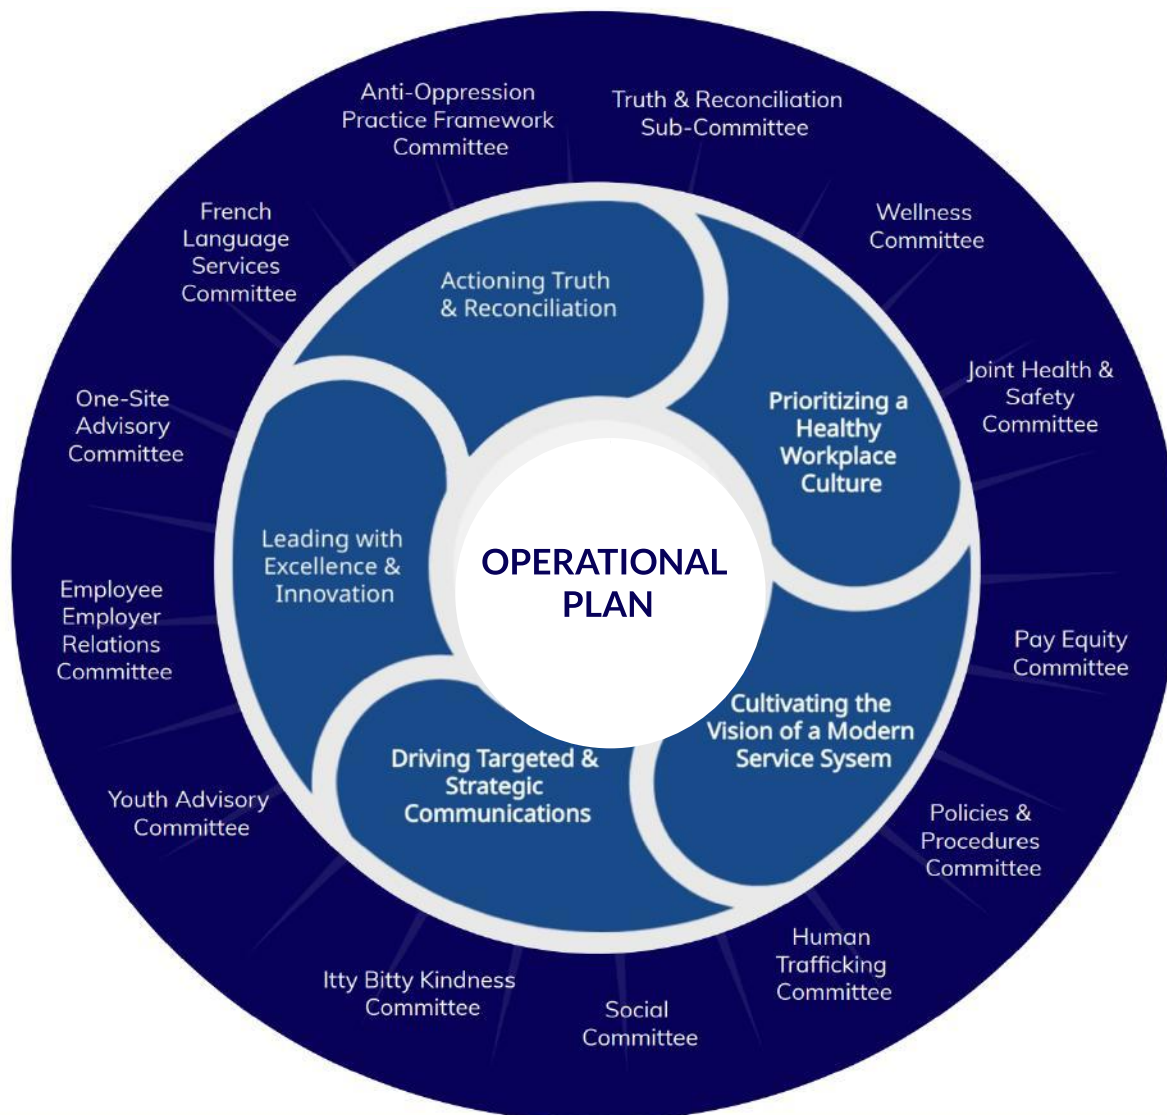 Anti-Oppression
Practice Framework
Committee
Truth & Reconciliation
Sub-Committee
Wellness
Committee
Joint Health &
Safety
Committee
Pay Equity
Committee
Policies &
Procedures
Committee
Human
Trafficking
Committee
Social
Committee
Itty Bitty Kindness
Committee
Youth Advisory
Committee
Employee
Employer
Relations
Committee
One-Site
Advisory
Committee
French
Language
Services
Committee
Actioning Truth
& Reconciliation
Prioritizing a
Healthy
Workplace
Culture
Cultivating the
Vision of a Modern
Service Sysem
Driving Targeted &
Strategic
Communications
Leading with
Excellence &
Innovation
OPERATIONAL
PLAN